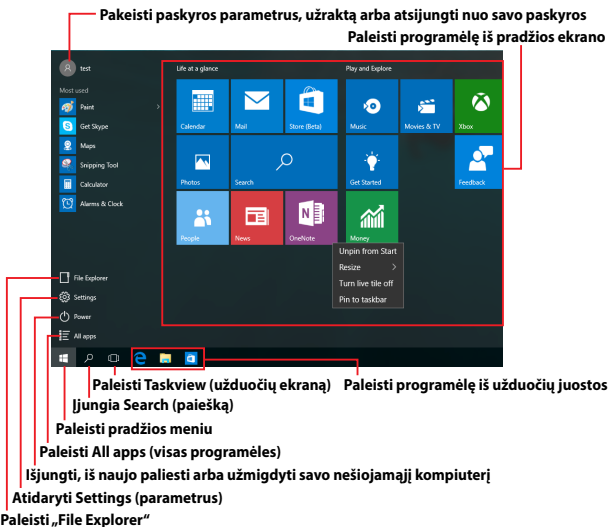 Pakeisti paskyros parametrus, užraktą arba atsijungti nuo savo paskyros
Paleisti programėlę iš pradžios ekrano
test
Life at a glance
Play and Explore
Most used
Paint
Get Skype
Maps
Snipping Tool
Calculator
Alarms & Clock
Calendar
Mail
Store (Beta)
Music
Movies & TV
Xbox
Photos
Search
Get Started
Feedback
People
News
OneNote
Money
Unpin from Start
Resize
Turn live tile off
Pin to taskbar
File Explorer
Settings
Power
All apps
Paleisti Taskview (užduočių ekraną)
Paleisti programėlę iš užduočių juostos
Įjungia Search (paiešką)
Paleisti pradžios meniu
Paleisti All apps (visas programėles)
Išjungti, iš naujo paliesti arba užmigdyti savo nešiojamąjį kompiuterį
Atidaryti Settings (parametrus)
Paleisti „File Explorer“